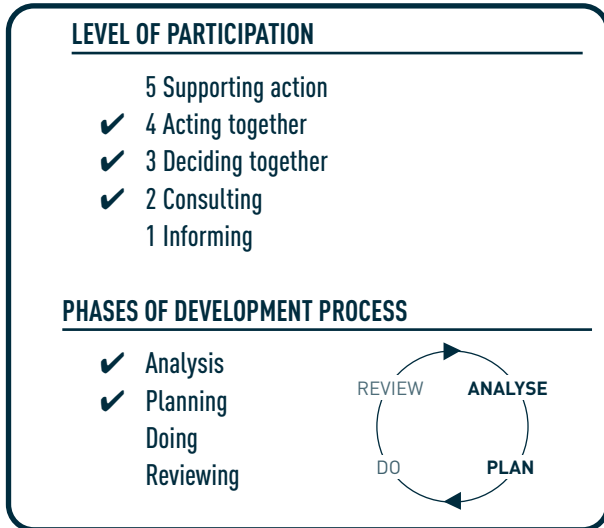 LEVEL OF PARTICIPATION
5 Supporting action
✔ 4 Acting together
✔ 3 Deciding together
✔ 2 Consulting
1 Informing
PHASES OF DEVELOPMENT PROCESS
✔ Analysis
✔ Planning
Doing
Reviewing
REVIEW
ANALYSE
DO
PLAN